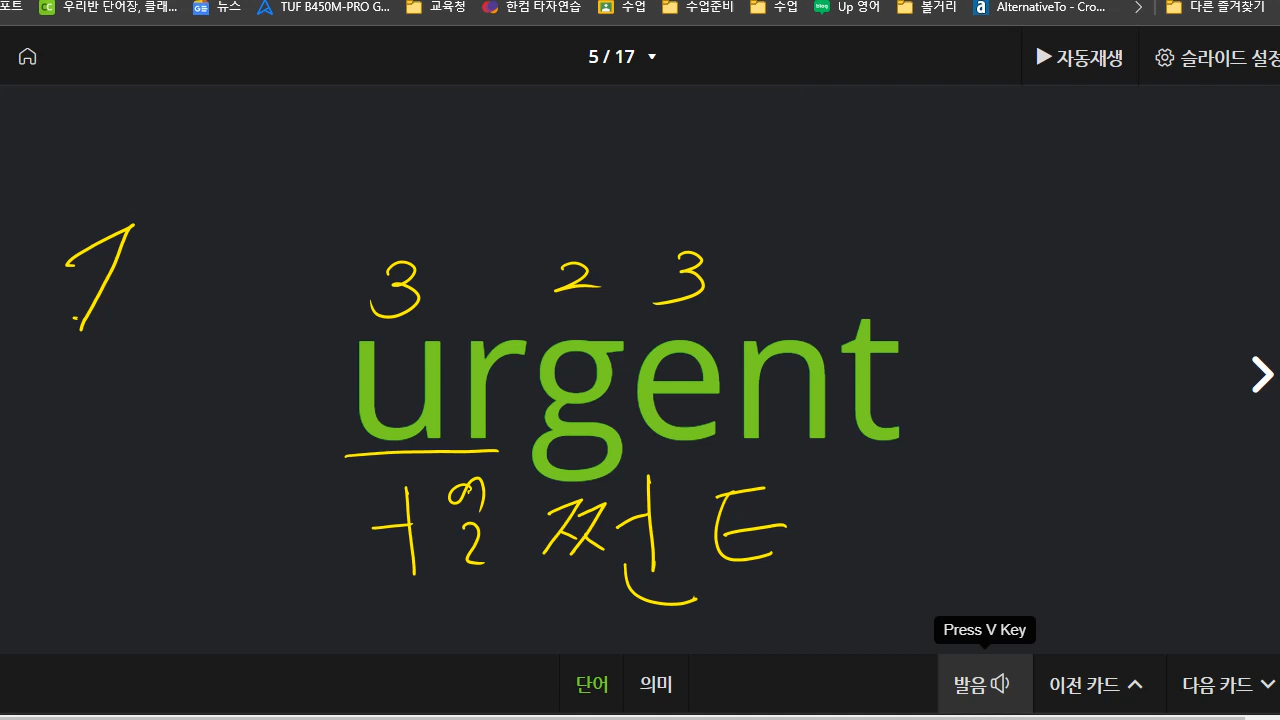 포트 우리반 단어장, 클래... 뉴스 TUF B450M-PRO G... 교육청 한컴 타자연습 수업 수업준비 수업 Up 영어 볼거리 AlternativeTo - Cro... 다른 즐겨찾기
5 / 17 자동재생 슬라이드 설정
3 2 3
urgent
Press V Key
단어 의미 발음 이전 카드 다음 카드